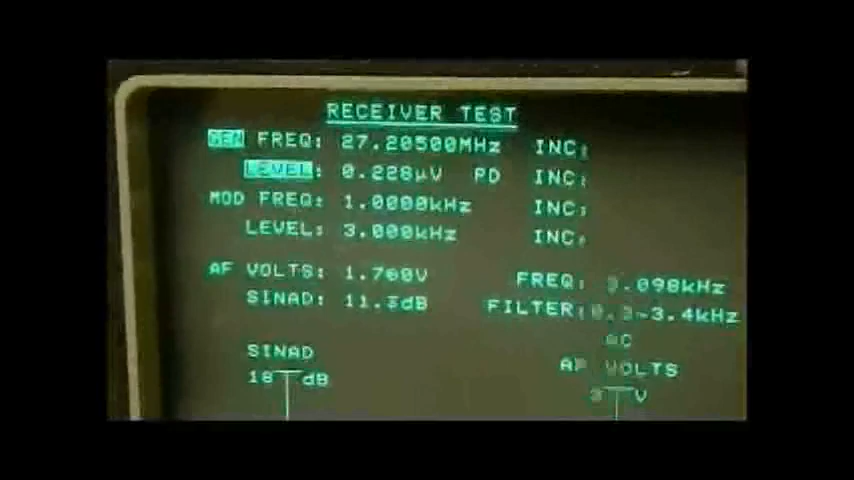 RECEIVER TEST
GEN FREQ: 27.20500MHz INC:
LEVEL: 0.228µV PD INC:
MOD FREQ: 1.0000kHz INC:
LEVEL: 3.000kHz INC:
AF VOLTS: 1.760V FREQ: 3.098kHz
SINAD: 11.3dB FILTER:0.3-3.4kHz
AC
SINAD AF VOLTS
18 dB 3 V